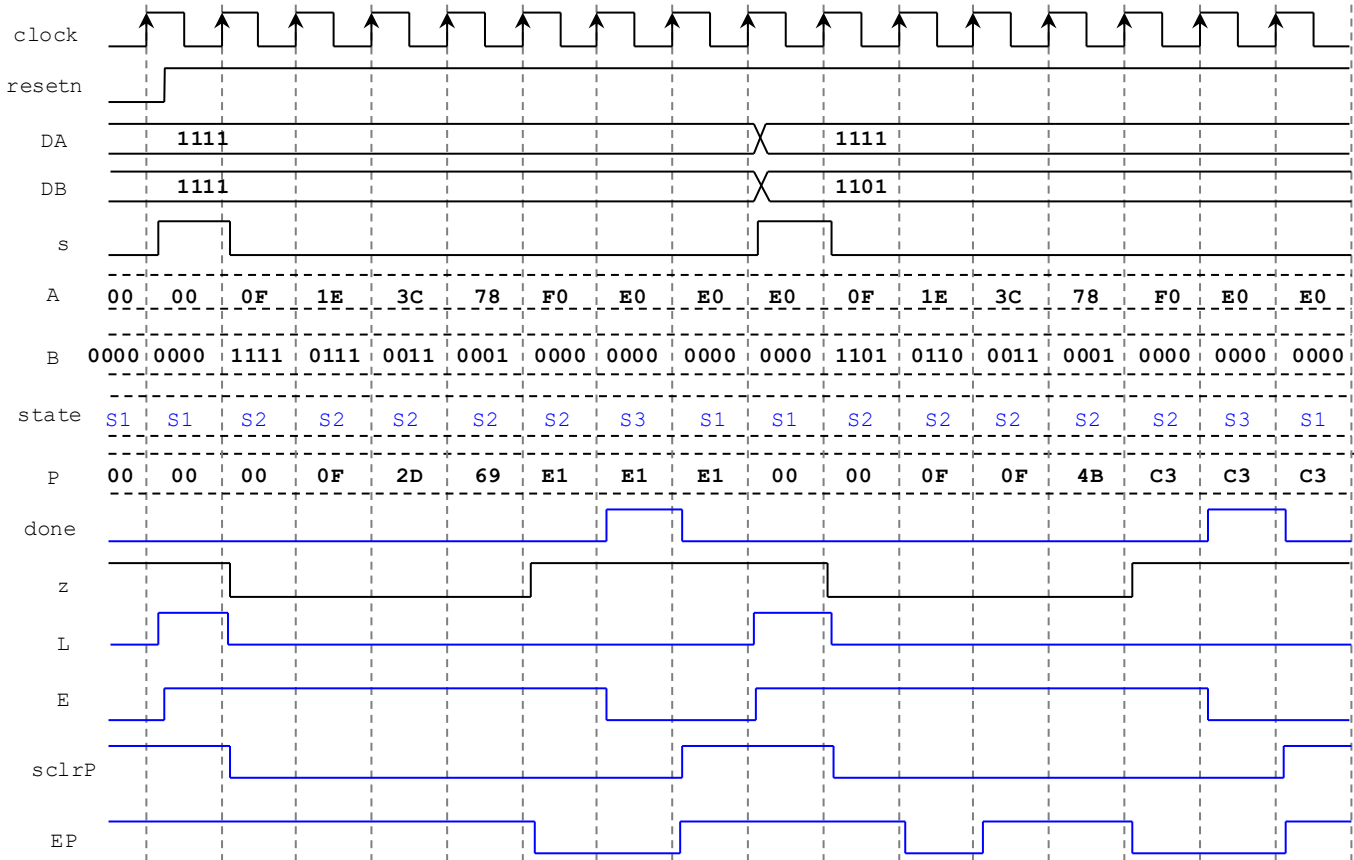 clock
resetn
DA 1111 1111
DB 1111 1101
s
A 00 00 0F 1E 3C 78 F0 E0 E0 E0 0F 1E 3C 78 F0 E0 E0
B 0000 0000 1111 0111 0011 0001 0000 0000 0000 0000 1101 0110 0011 0001 0000 0000 0000
state S1 S1 S2 S2 S2 S2 S2 S3 S1 S1 S2 S2 S2 S2 S2 S3 S1
P 00 00 00 0F 2D 69 E1 E1 E1 00 00 0F 0F 4B C3 C3 C3
done
z
L
E
sclrP
EP